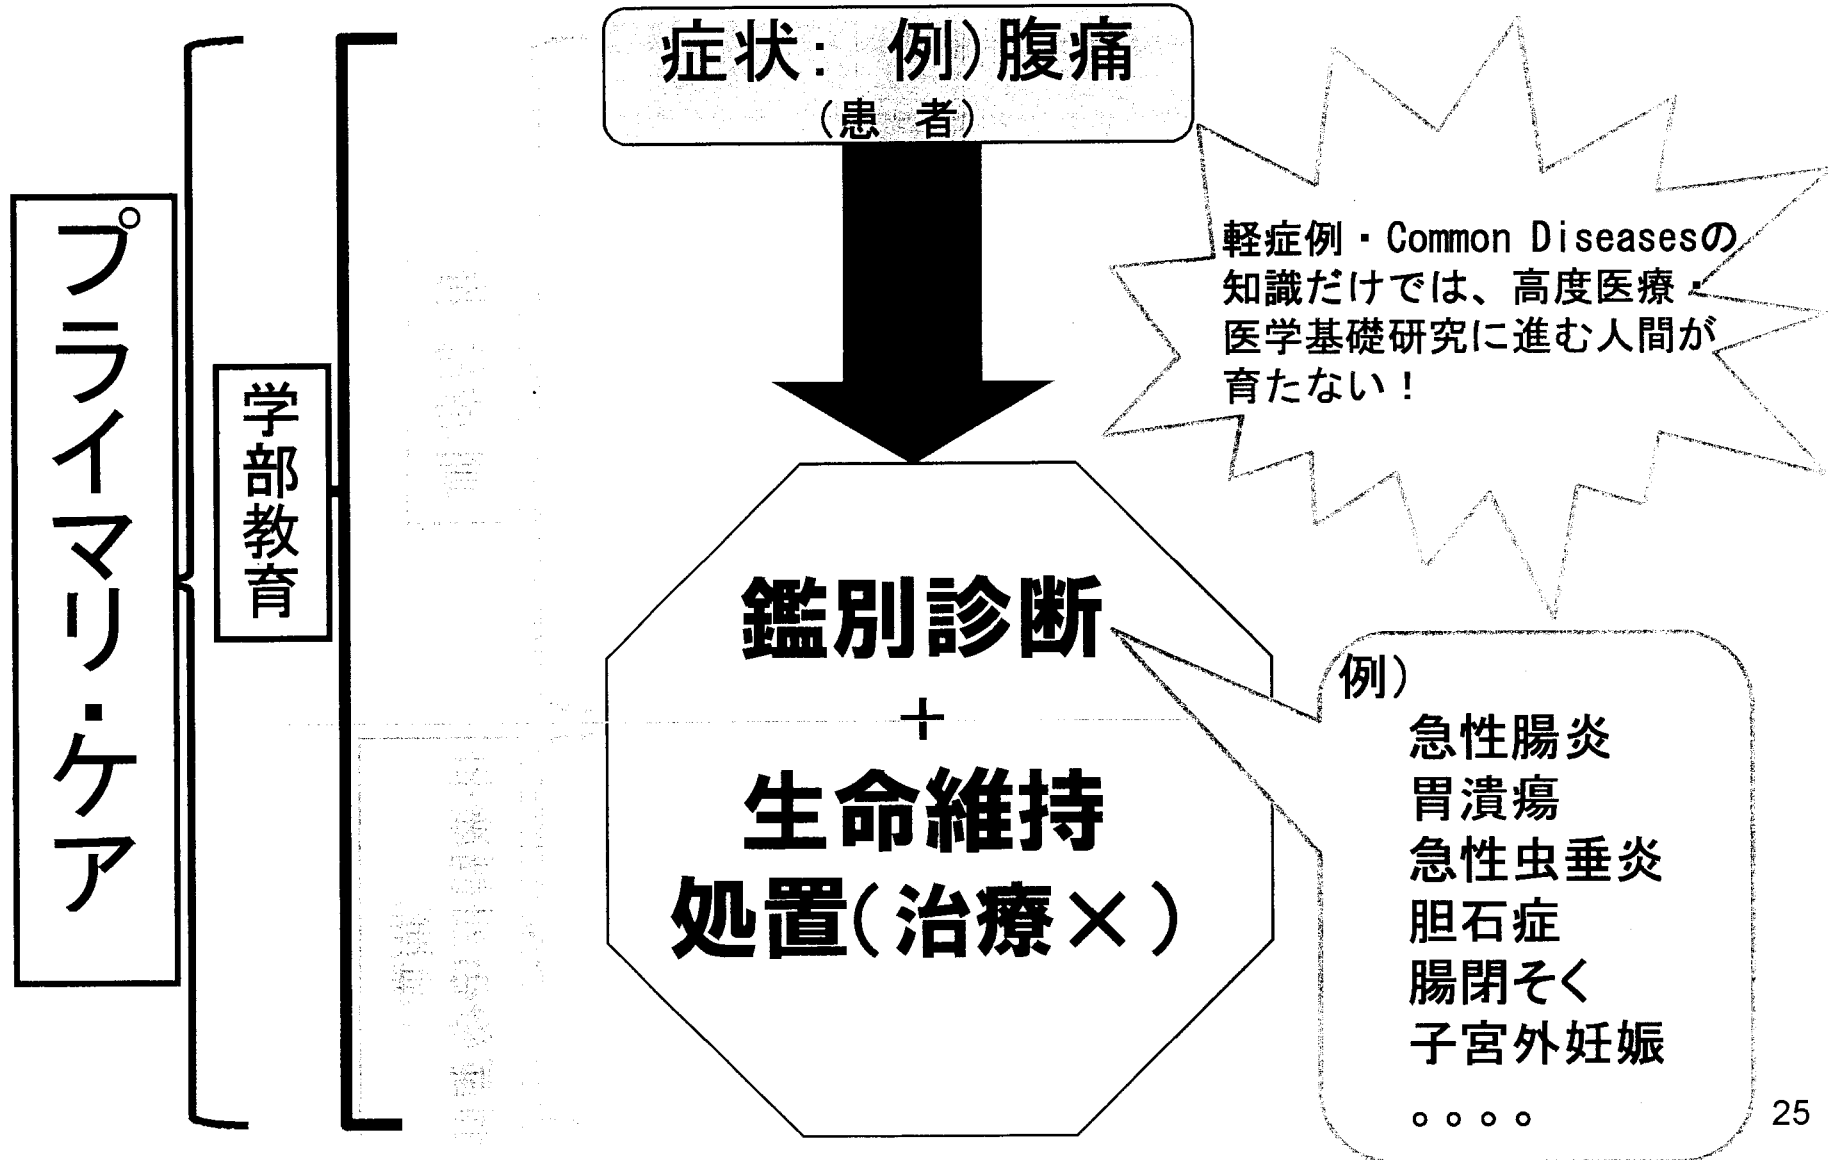 症状： 例）腹痛
（患 者）
プライマリ・ケア
学部教育
軽症例・Common Diseasesの
知識だけでは、高度医療・
医学基礎研究に進む人間が
育たない！
鑑別診断
＋
生命維持
処置（治療×）
例）
急性腸炎
胃潰瘍
急性虫垂炎
胆石症
腸閉そく
子宮外妊娠
。。。。
25